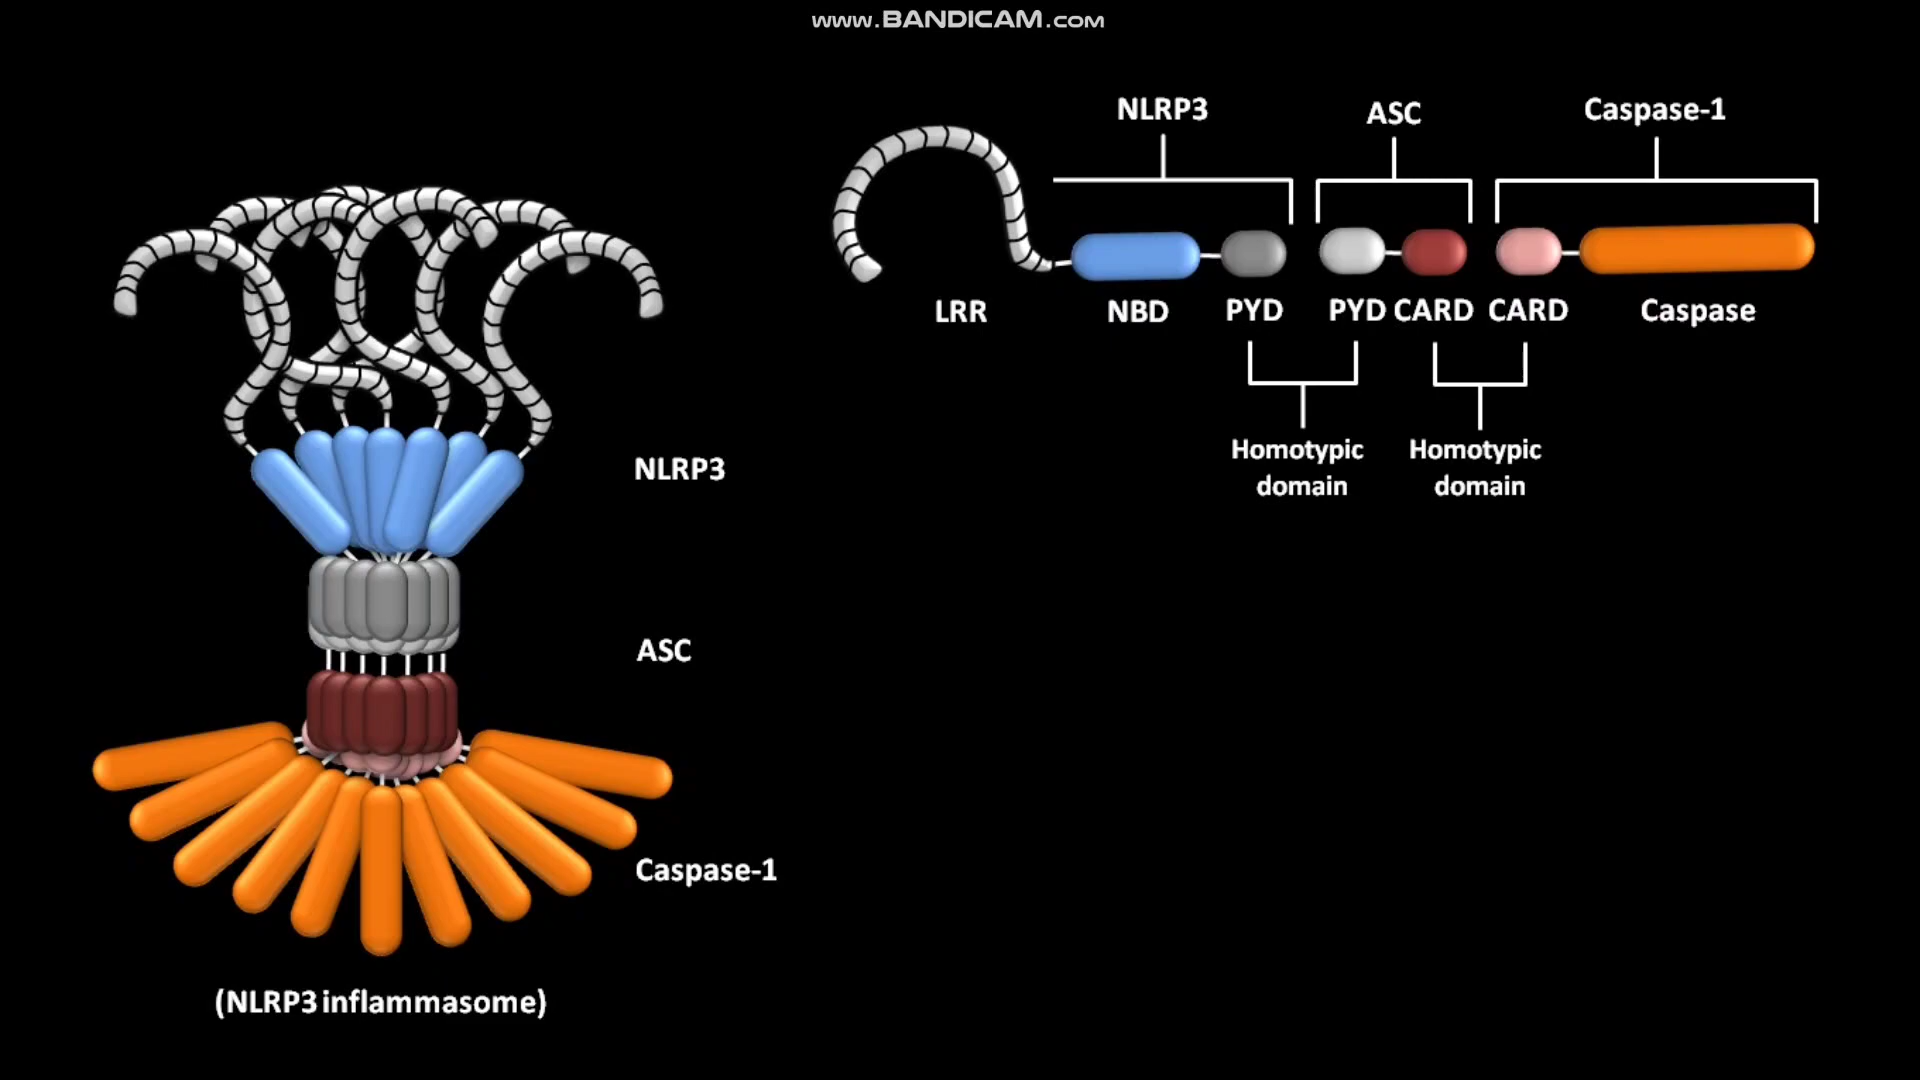 www.BANDICAM.com
NLRP3
ASC
Caspase-1
LRR
NBD
PYD
PYD
CARD
CARD
Caspase
Homotypic
domain
Homotypic
domain
NLRP3
ASC
Caspase-1
(NLRP3 inflammasome)